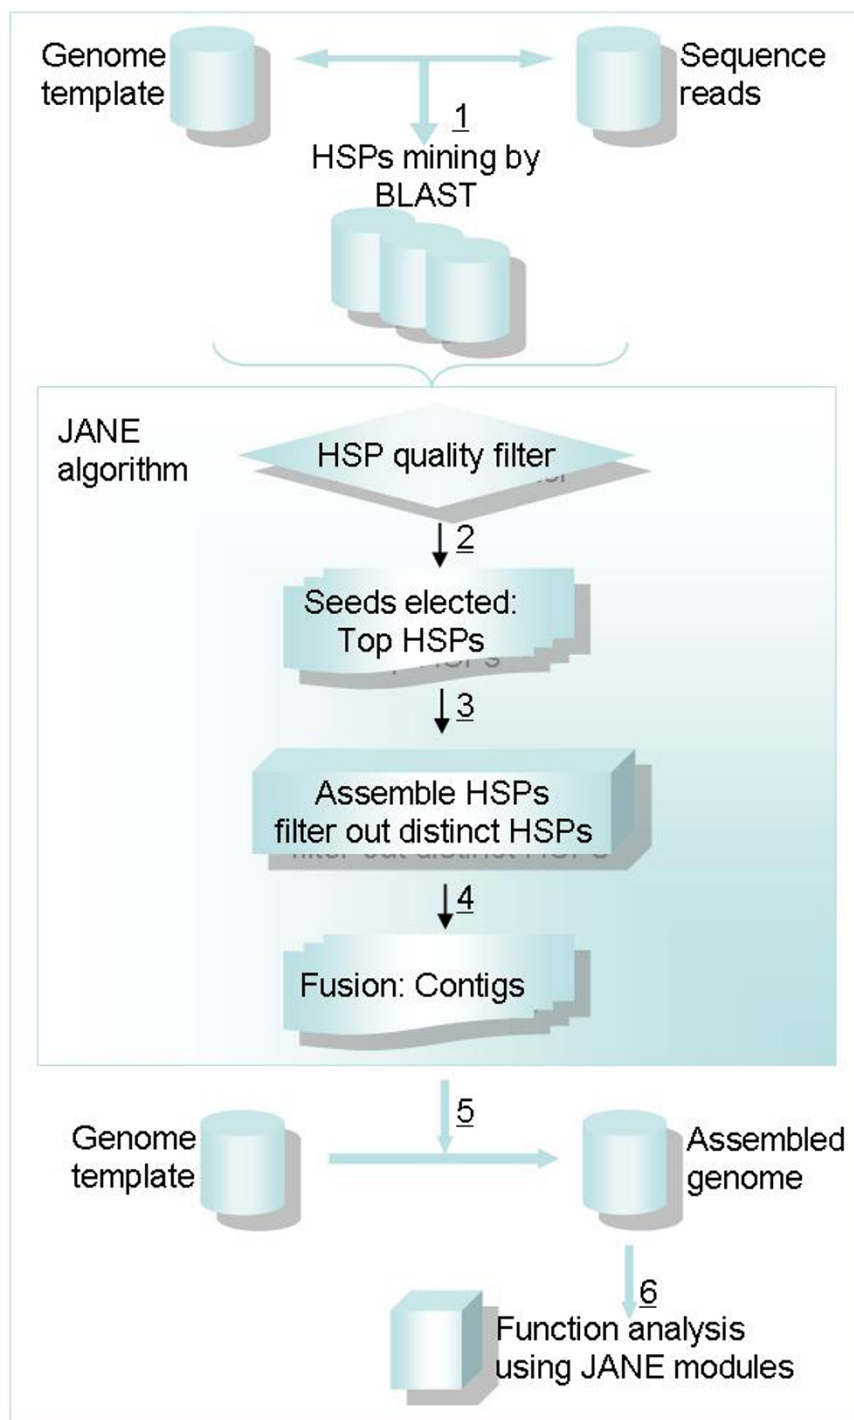 Genome
template
Sequence
reads
1
HSPs mining by
BLAST
JANE
algorithm
HSP quality filter
2
Seeds elected:
Top HSPs
3
Assemble HSPs
filter out distinct HSPs
4
Fusion: Contigs
5
Genome
template
Assembled
genome
6
Function analysis
using JANE modules